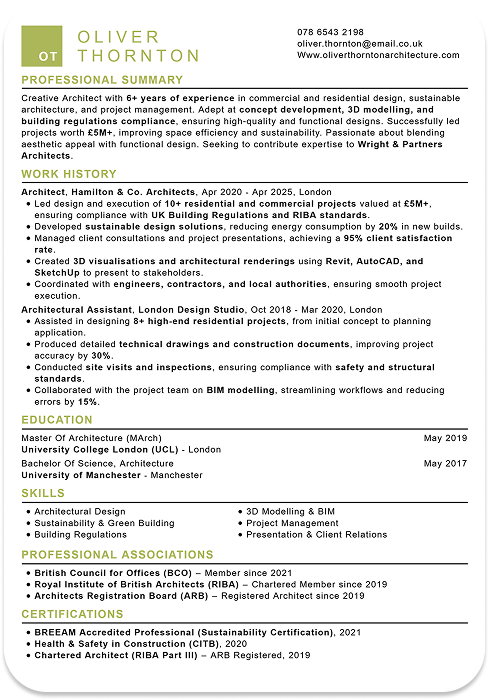 OT
OLIVER
THORNTON
078 6543 2198
oliver.thornton@email.co.uk
Www.oliverthorntonarchitecture.com
PROFESSIONAL SUMMARY
Creative Architect with 6+ years of experience in commercial and residential design, sustainable
architecture, and project management. Adept at concept development, 3D modelling, and
building regulations compliance, ensuring high-quality and functional designs. Successfully led
projects worth £5M+, improving space efficiency and sustainability. Passionate about blending
aesthetic appeal with functional design. Seeking to contribute expertise to Wright & Partners
Architects.
WORK HISTORY
Architect, Hamilton & Co. Architects, Apr 2020 - Apr 2025, London
• Led design and execution of 10+ residential and commercial projects valued at £5M+,
ensuring compliance with UK Building Regulations and RIBA standards.
• Developed sustainable design solutions, reducing energy consumption by 20% in new builds.
• Managed client consultations and project presentations, achieving a 95% client satisfaction
rate.
• Created 3D visualisations and architectural renderings using Revit, AutoCAD, and
SketchUp to present to stakeholders.
• Coordinated with engineers, contractors, and local authorities, ensuring smooth project
execution.
Architectural Assistant, London Design Studio, Oct 2018 - Mar 2020, London
• Assisted in designing 8+ high-end residential projects, from initial concept to planning
application.
• Produced detailed technical drawings and construction documents, improving project
accuracy by 30%.
• Conducted site visits and inspections, ensuring compliance with safety and structural
standards.
• Collaborated with the project team on BIM modelling, streamlining workflows and reducing
errors by 15%.
EDUCATION
Master Of Architecture (MArch) May 2019
University College London (UCL) - London
Bachelor Of Science, Architecture May 2017
University of Manchester - Manchester
SKILLS
• Architectural Design
• Sustainability & Green Building
• Building Regulations
• 3D Modelling & BIM
• Project Management
• Presentation & Client Relations
PROFESSIONAL ASSOCIATIONS
• British Council for Offices (BCO) – Member since 2021
• Royal Institute of British Architects (RIBA) – Chartered Member since 2019
• Architects Registration Board (ARB) – Registered Architect since 2019
CERTIFICATIONS
• BREEAM Accredited Professional (Sustainability Certification), 2021
• Health & Safety in Construction (CITB), 2020
• Chartered Architect (RIBA Part III) – ARB Registered, 2019